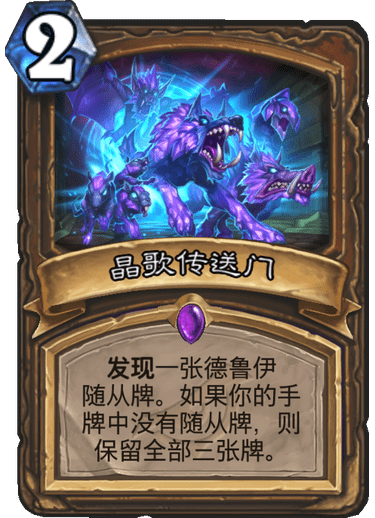 2
晶歌传送门
发现一张德鲁伊
随从牌。如果你的手
牌中没有随从牌，则
保留全部三张牌。